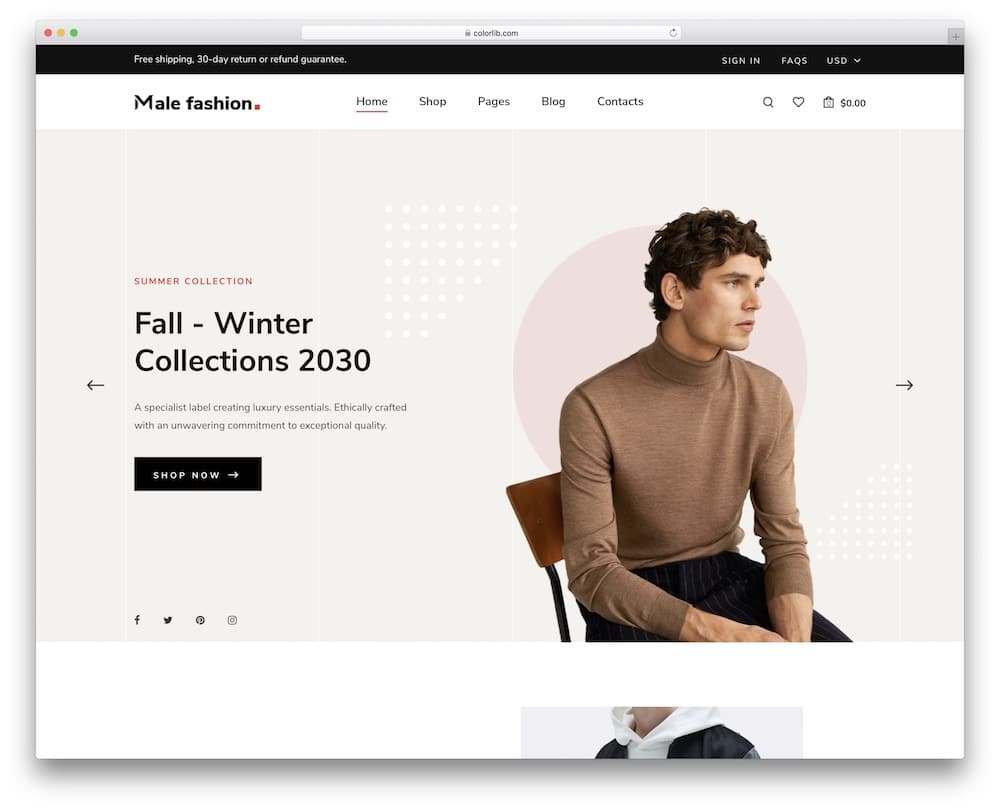 colorlib.com
Free shipping, 30-day return or refund guarantee.
SIGN IN
FAQS
USD
Male fashion.
Home
Shop
Pages
Blog
Contacts
0
$0.00
SUMMER COLLECTION
Fall - Winter
Collections 2030
A specialist label creating luxury essentials. Ethically crafted
with an unwavering commitment to exceptional quality.
SHOP NOW